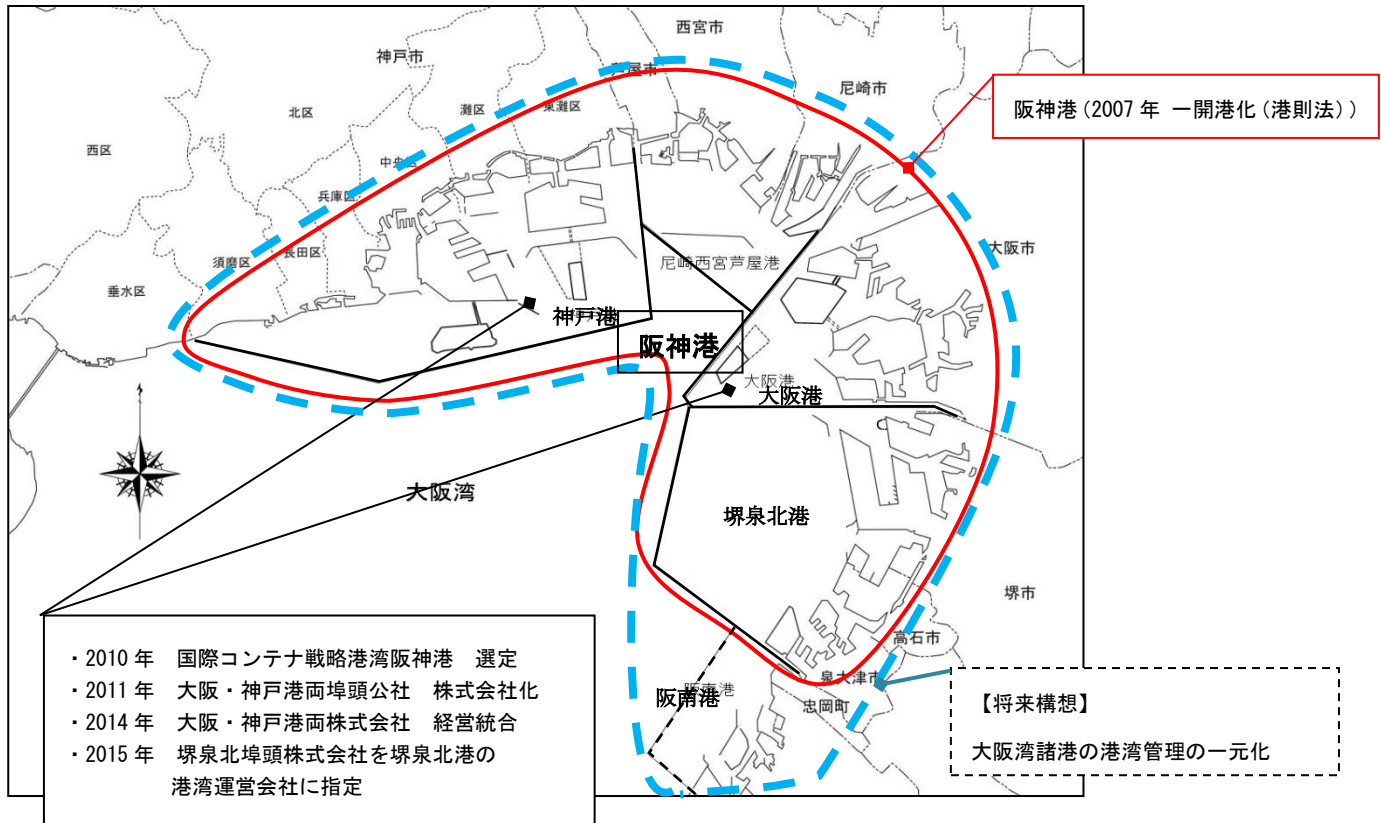 西宮市
神戸市
芦屋市
尼崎市
北区
灘区
東灘区
西区
中央区
兵庫区
須磨区
長田区
垂水区
大阪市
尼崎西宮芦屋港
神戸港
阪神港
大阪港
大阪港
大阪湾
堺泉北港
堺市
高石市
泉大津市
忠岡町
阪南港
阪南港
阪神港(2007年 一開港化(港則法))
・2010年 国際コンテナ戦略港湾阪神港 選定
・2011年 大阪・神戸港両埠頭公社 株式会社化
・2014年 大阪・神戸港両株式会社 経営統合
・2015年 堺泉北埠頭株式会社を堺泉北港の
港湾運営会社に指定
【将来構想】
大阪湾諸港の港湾管理の一元化